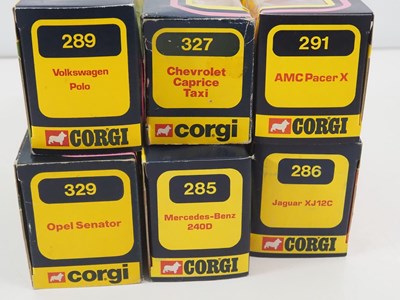 289
Volkswagen
Polo
CORGI
327
Chevrolet
Caprice
Taxi
corgi
291
AMC Pacer X
CORGI
329
Opel Senator
corgi
285
Mercedes-Benz
240D
CORGI
286
Jaguar XJ12C
CORGI